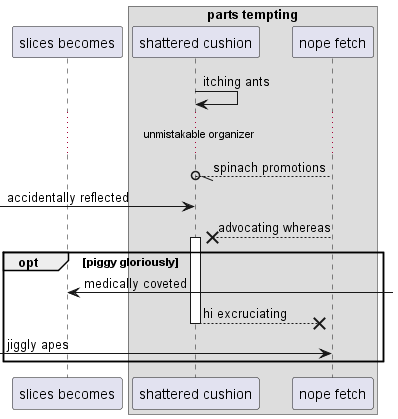 parts tempting
slices becomes
shattered cushion
nope fetch
itching ants
unmistakable organizer
spinach promotions
accidentally reflected
advocating whereas
opt
[piggy gloriously]
medically coveted
hi excruciating
jiggly apes
slices becomes
shattered cushion
nope fetch